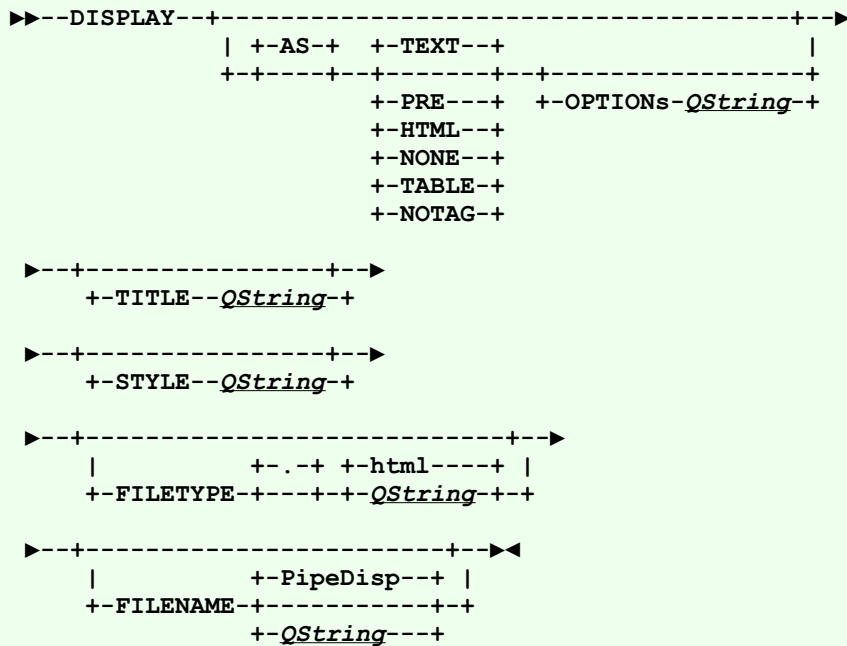 ►►--DISPLAY--+---------------------------------------+--►
              | +-AS-+  +-TEXT--+                     |
              +-+----+--+-------+--+-----------------+
                        +-PRE---+  +-OPTIONs-QString-+
                        +-HTML--+
                        +-NONE--+
                        +-TABLE-+
                        +-NOTAG-+
 ►--+----------------+--►
     +-TITLE--QString-+
 ►--+----------------+--►
     +-STYLE--QString-+
 ►--+----------------------------+--►
     |          +-.-+ +-html----+ |
     +-FILETYPE-+---+-+-QString-+-+
 ►--+------------------------+--►◄
     |          +-PipeDisp--+ |
     +-FILENAME-+-----------+-+
                +-QString---+